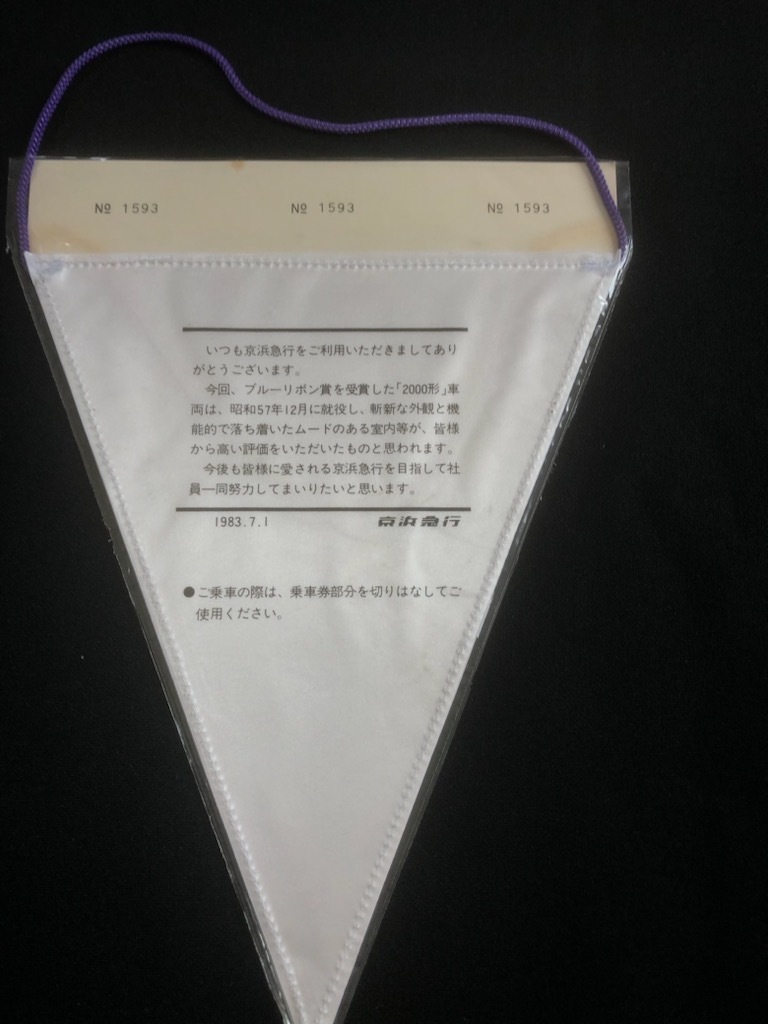 № 1593 № 1593 № 1593
いつも京浜急行をご利用いただきましてあり
がとうございます。
今回、ブルーリボン賞を受賞した「2000形」車
両は、昭和57年12月に就役し、斬新な外観と機
能的で落ち着いたムードのある室内等が、皆様
から高い評価をいただいたものと思われます。
今後も皆様に愛される京浜急行を目指して社
員一同努力してまいりたいと思います。
1983.7.1 京浜急行
●ご乗車の際は、乗車券部分を切りはなしてご
使用ください。